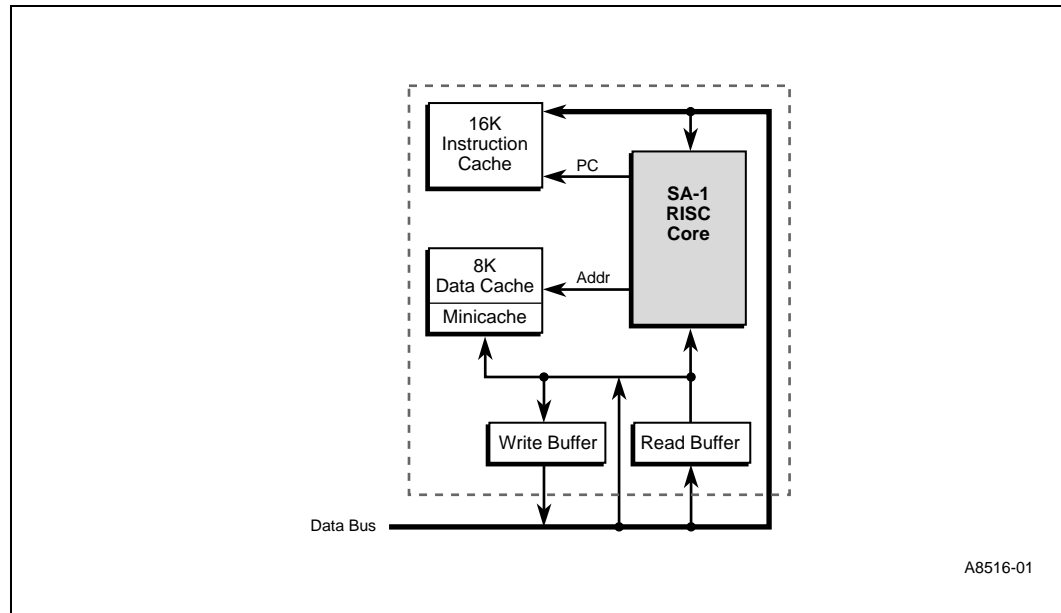 16K
Instruction
Cache
PC
SA-1
RISC
Core
8K
Data Cache
Minicache
Addr
Write Buffer
Read Buffer
Data Bus
A8516-01